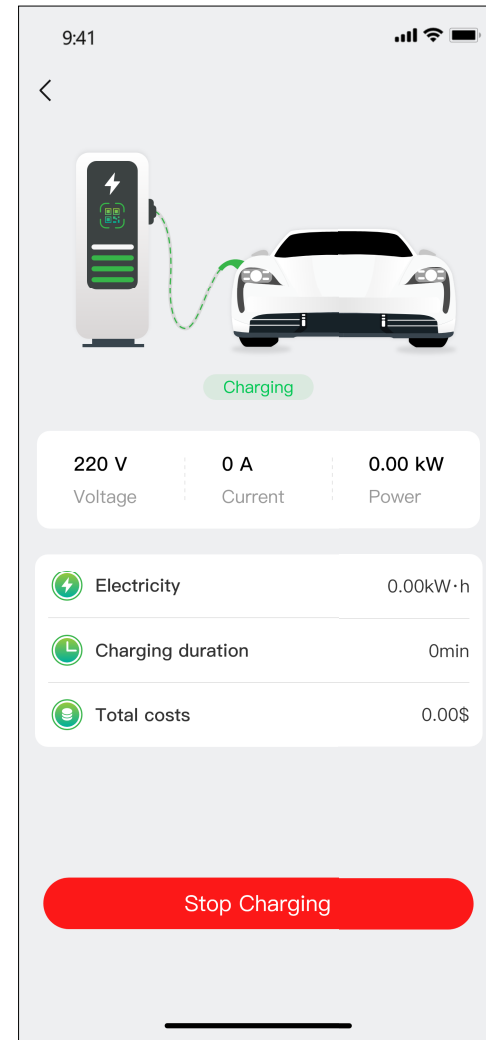 9:41
Charging
220 V 0 A 0.00 kW
Voltage Current Power
Electricity 0.00kW·h
Charging duration 0min
Total costs 0.00$
Stop Charging